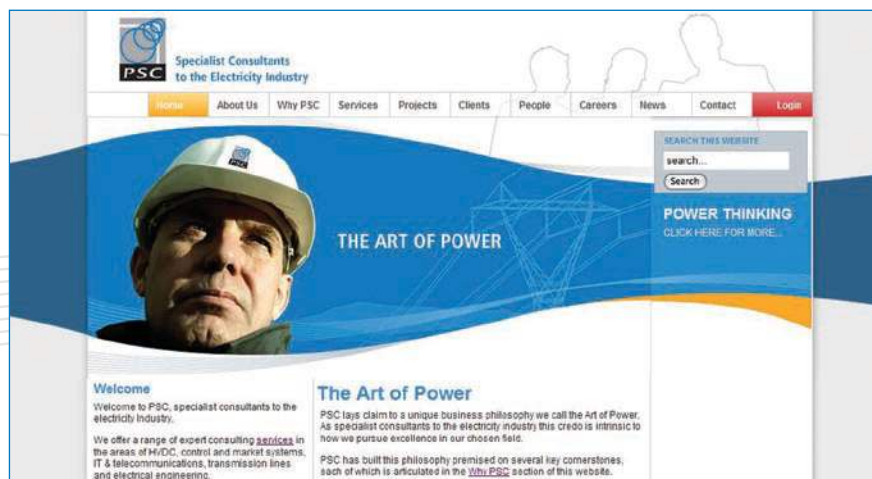 PSC
Specialist Consultants
to the Electricity Industry
Home About Us Why PSC Services Projects Clients People Careers News Contact Login
SEARCH THIS WEBSITE
search...
Search
PSC
THE ART OF POWER
POWER THINKING
CLICK HERE FOR MORE...
Welcome
Welcome to PSC, specialist consultants to the
electricity Industry.
We offer a range of expert consulting services in
the areas of HVDC, control and market systems,
IT & telecommunications, transmission lines
and electrical engineering.
The Art of Power
PSC lays claim to a unique business philosophy we call the Art of Power.
As specialist consultants to the electricity industry this credo is intrinsic to
how we pursue excellence in our chosen field.
PSC has built this philosophy premised on several key cornerstones,
each of which is articulated in the Why PSC section of this website.